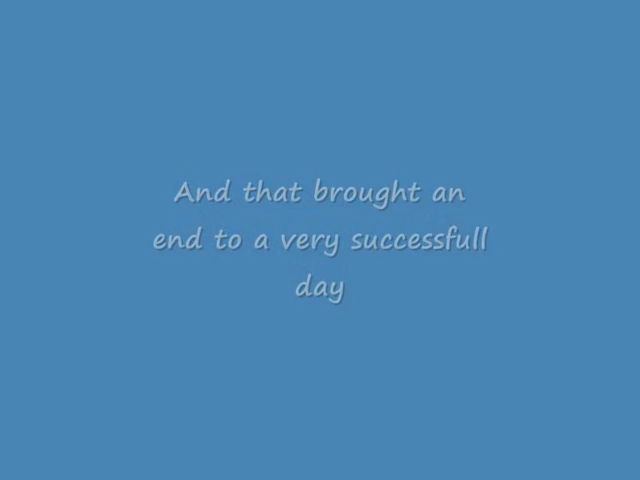 And that brought an
end to a very successfull
day